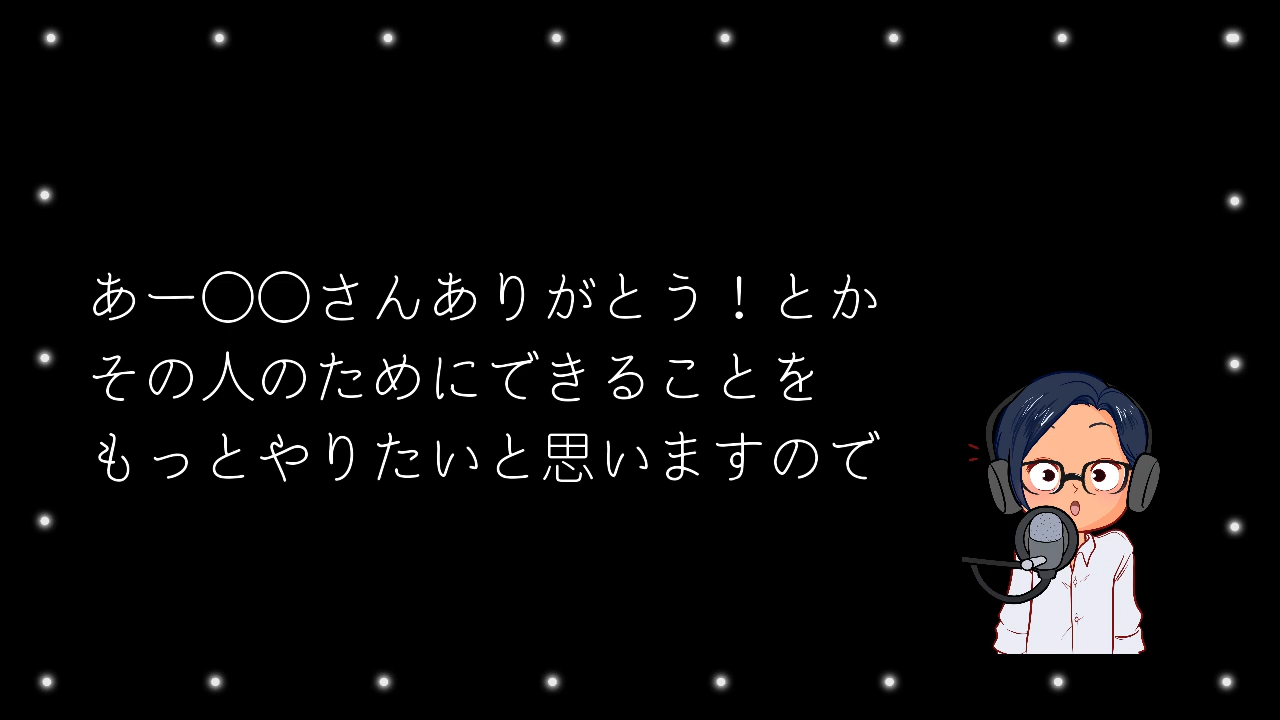 あー◯◯さんありがとう！とか
その人のためにできることを
もっとやりたいと思いますので